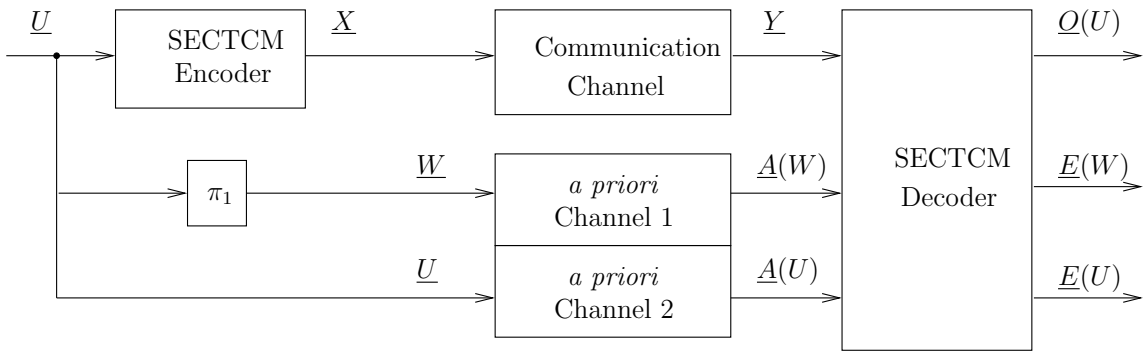 U X Y O(U)
SECTCM
Encoder
Communication
Channel
π1 W a priori
Channel 1
A(W) SECTCM
Decoder
E(W)
U a priori
Channel 2
A(U) E(U)